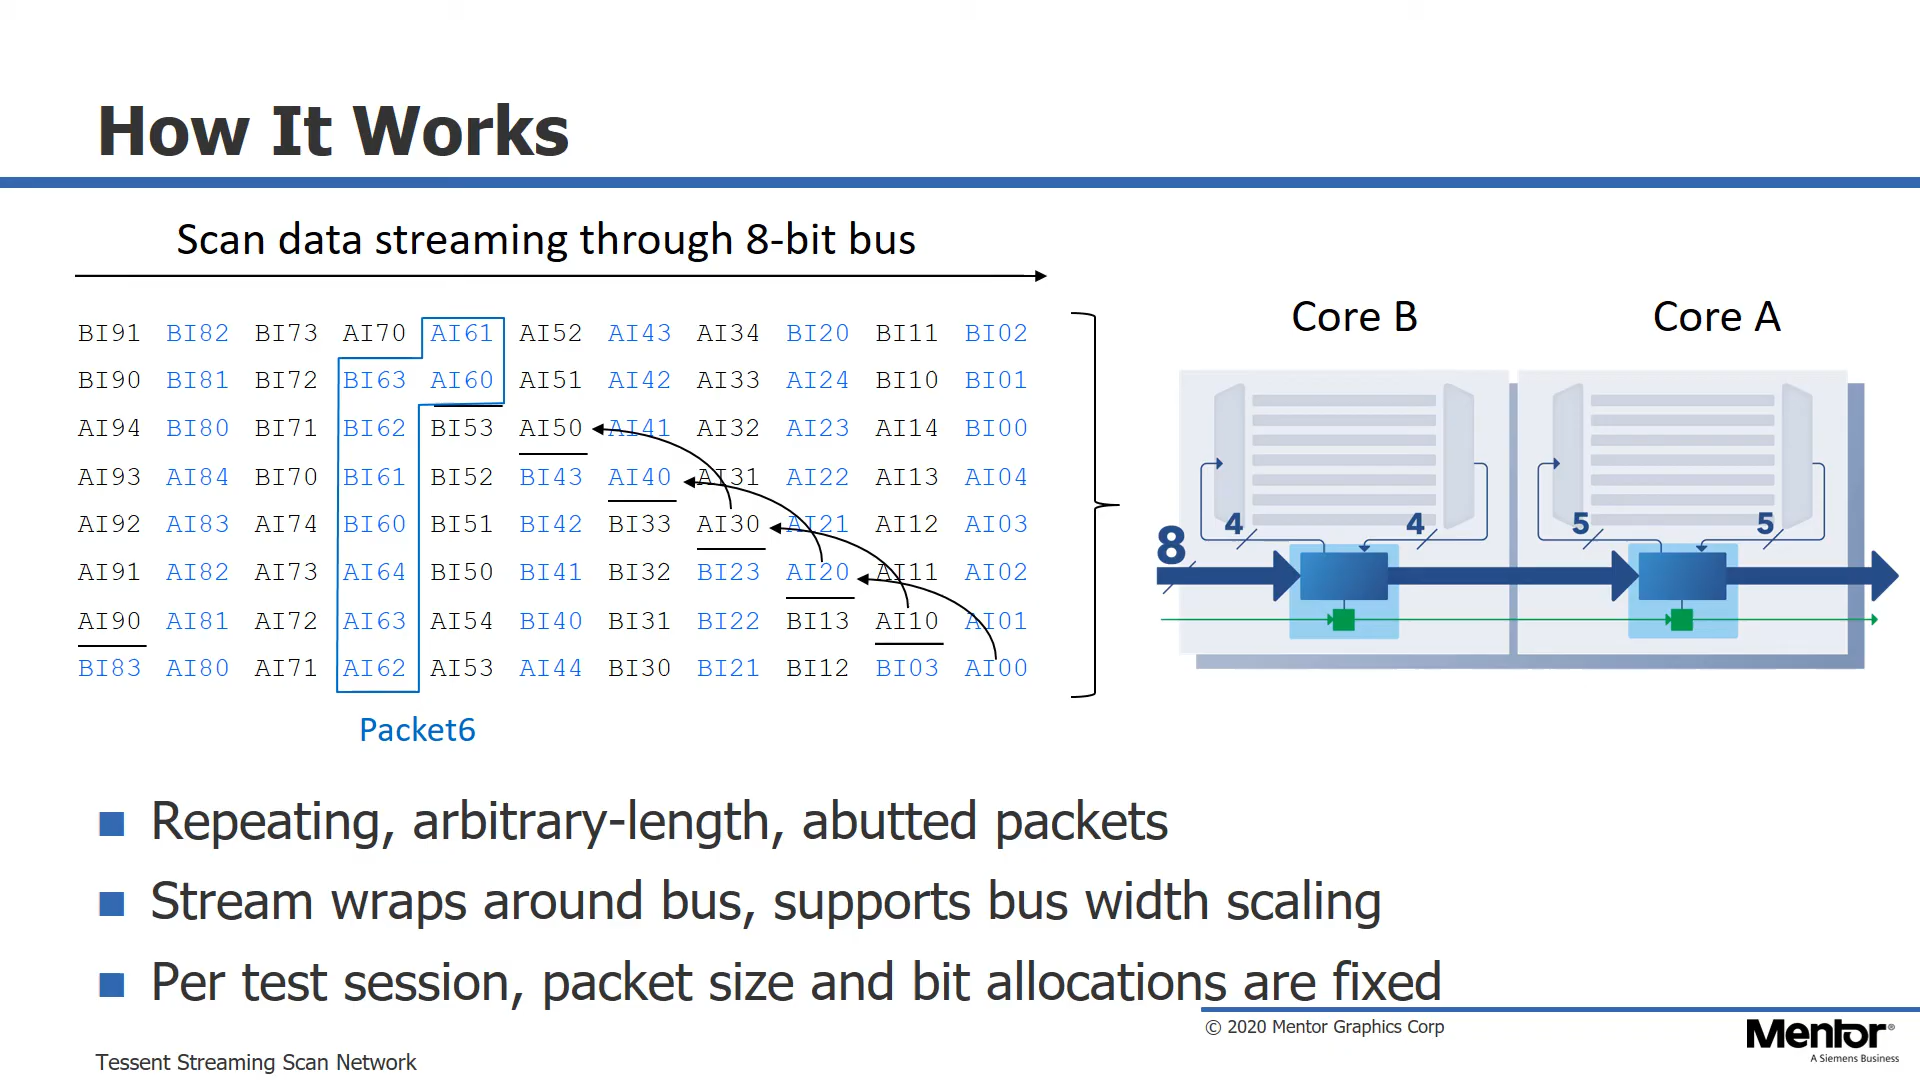 How It Works
Scan data streaming through 8-bit bus
BI91 BI82 BI73 AI70 AI61 AI52 AI43 AI34 BI20 BI11 BI02
BI90 BI81 BI72 BI63 AI60 AI51 AI42 AI33 AI24 BI10 BI01
AI94 BI80 BI71 BI62 BI53 AI50 AI41 AI32 AI23 AI14 BI00
AI93 AI84 BI70 BI61 BI52 BI43 AI40 AI31 AI22 AI13 AI04
AI92 AI83 AI74 BI60 BI51 BI42 BI33 AI30 AI21 AI12 AI03
AI91 AI82 AI73 AI64 BI50 BI41 BI32 BI23 AI20 AI11 AI02
AI90 AI81 AI72 AI63 AI54 BI40 BI31 BI22 BI13 AI10 AI01
BI83 AI80 AI71 AI62 AI53 AI44 BI30 BI21 BI12 BI03 AI00
Packet6
Core B
Core A
8
4
4
5
5
Repeating, arbitrary-length, abutted packets
Stream wraps around bus, supports bus width scaling
Per test session, packet size and bit allocations are fixed
© 2020 Mentor Graphics Corp
Mentor®
A Siemens Business
Tessent Streaming Scan Network